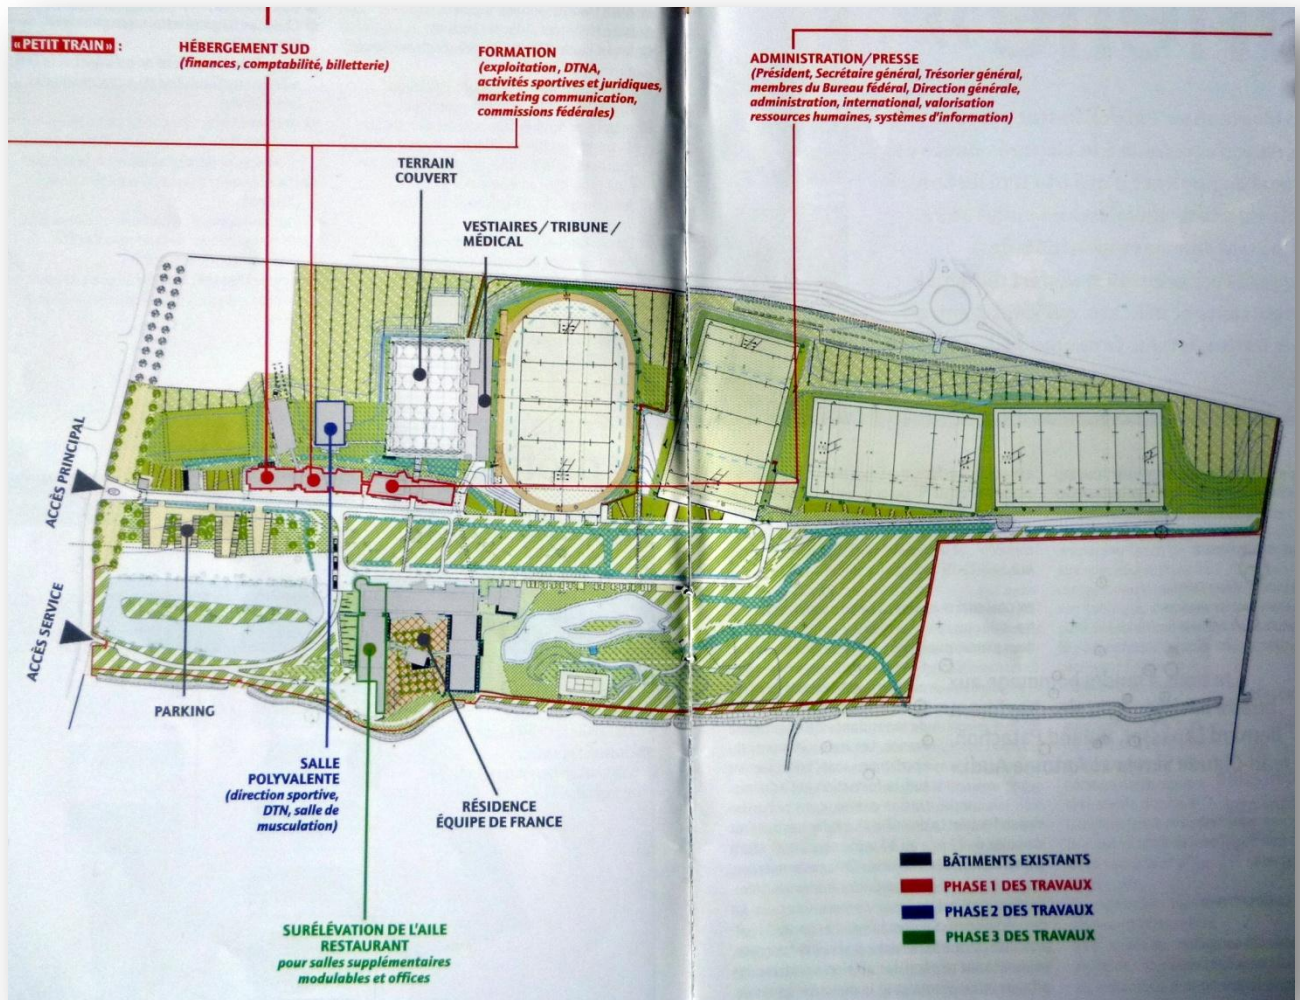 «PETIT TRAIN» :
HÉBERGEMENT SUD
(finances, comptabilité, billetterie)
FORMATION
(exploitation, DTNA,
activités sportives et juridiques,
marketing communication,
commissions fédérales)
ADMINISTRATION/PRESSE
(Président, Secrétaire général, Trésorier général,
membres du Bureau fédéral, Direction générale,
administration, international, valorisation
ressources humaines, systèmes d'information)
TERRAIN
COUVERT
VESTIAIRES/TRIBUNE/
MÉDICAL
ACCÈS PRINCIPAL
ACCÈS SERVICE
PARKING
SALLE
POLYVALENTE
(direction sportive,
DTN, salle de
musculation)
RÉSIDENCE
ÉQUIPE DE FRANCE
SURÉLÉVATION DE L'AILE
RESTAURANT
pour salles supplémentaires
modulables et offices
BÂTIMENTS EXISTANTS
PHASE 1 DES TRAVAUX
PHASE 2 DES TRAVAUX
PHASE 3 DES TRAVAUX